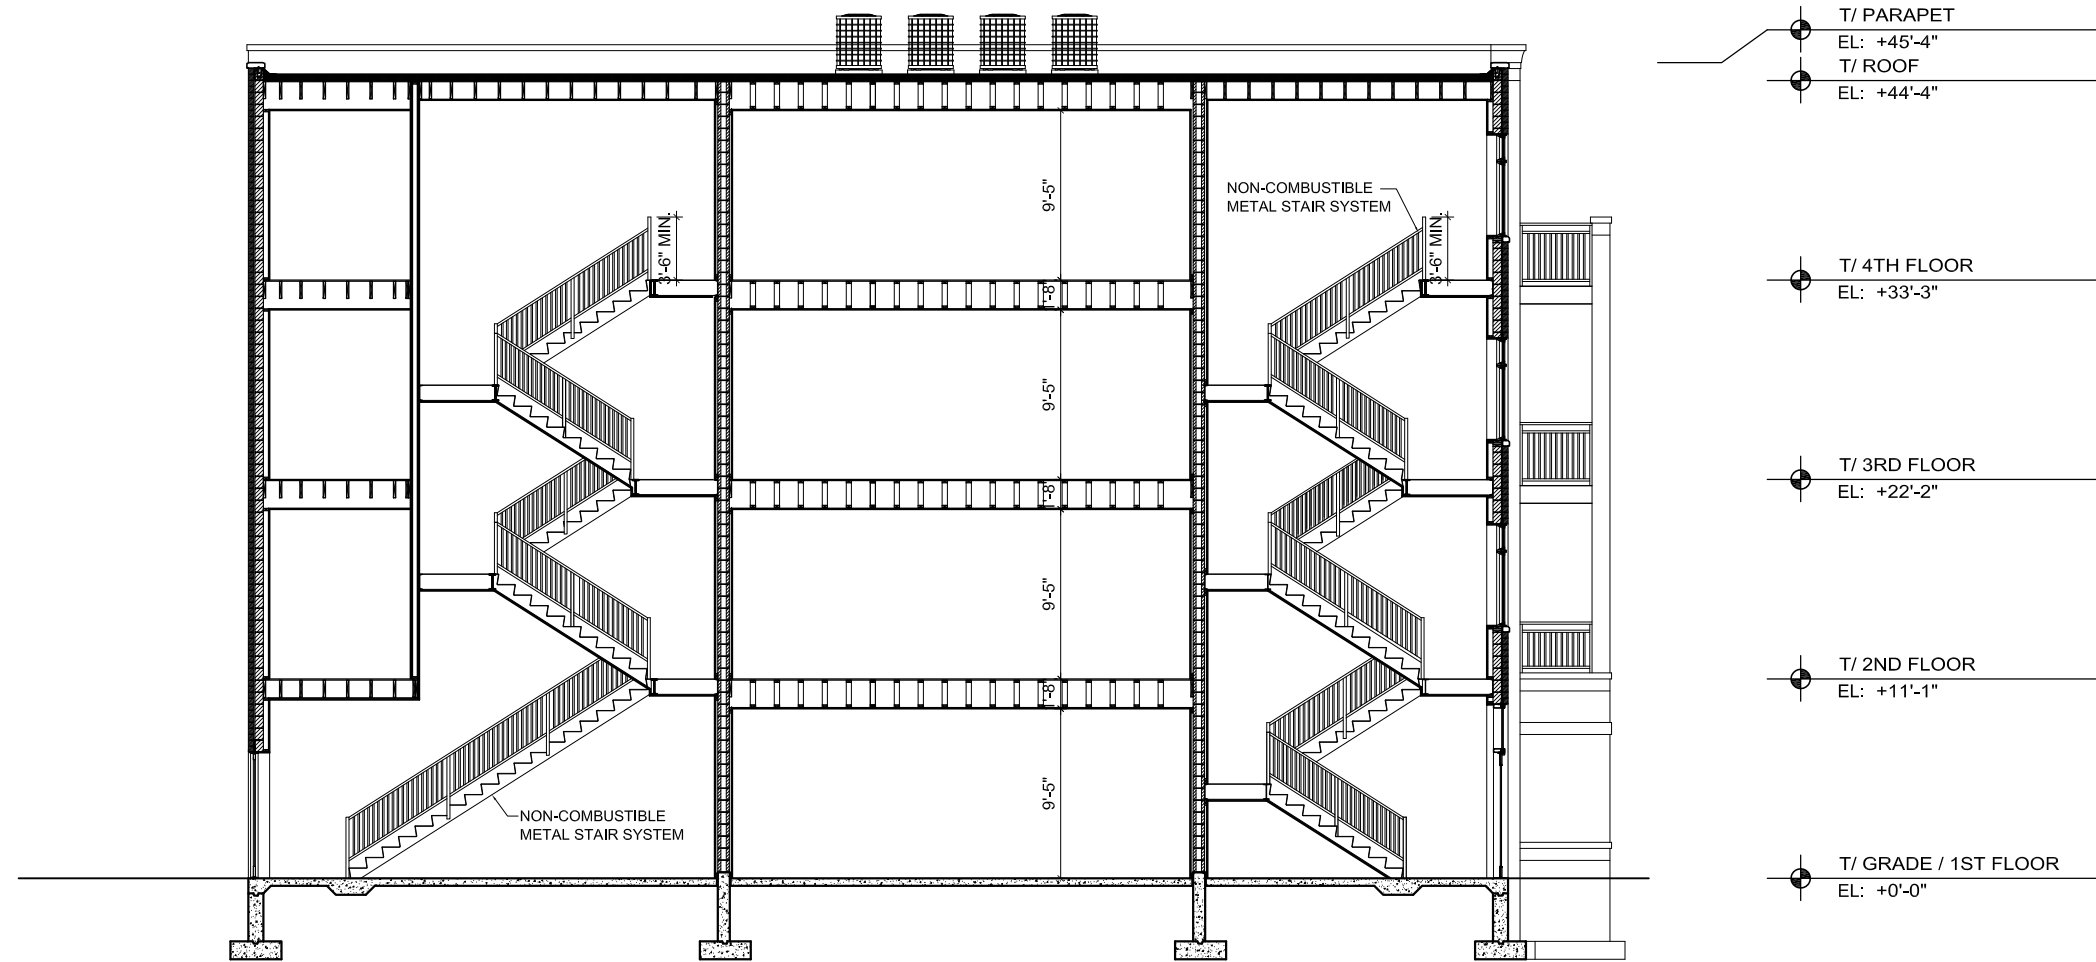 T/ PARAPET
EL: +45'-4"
T/ ROOF
EL: +44'-4"
9'-5"
NON-COMBUSTIBLE
METAL STAIR SYSTEM
3'-6" MIN.
3'-6" MIN.
T/ 4TH FLOOR
EL: +33'-3"
1'-8"
9'-5"
T/ 3RD FLOOR
EL: +22'-2"
1'-8"
9'-5"
T/ 2ND FLOOR
EL: +11'-1"
1'-8"
9'-5"
NON-COMBUSTIBLE
METAL STAIR SYSTEM
T/ GRADE / 1ST FLOOR
EL: +0'-0"